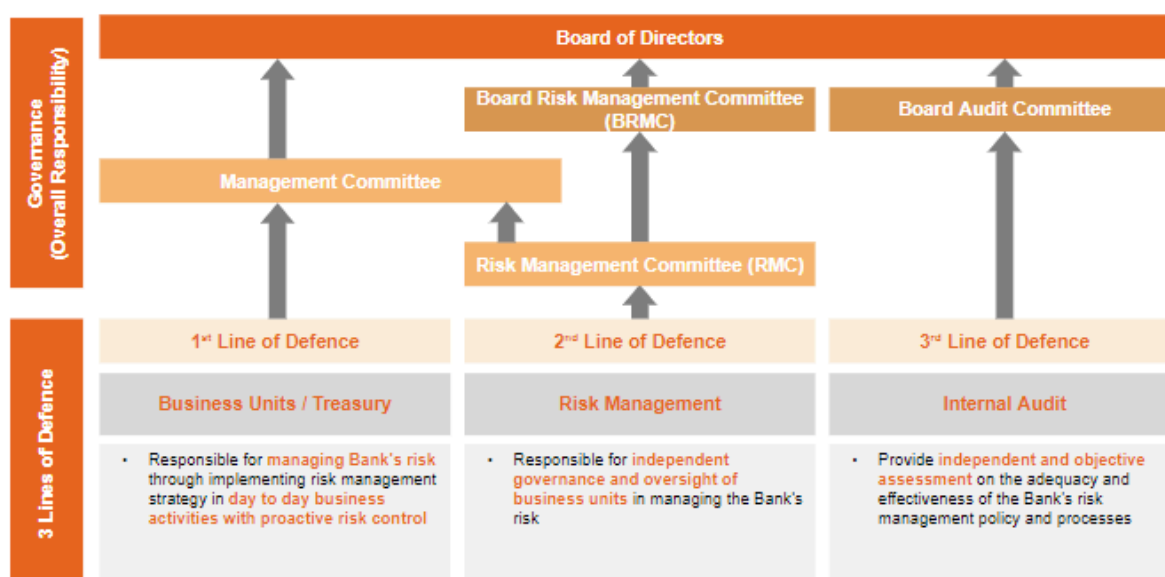 Governance
(Overall Responsibility)
Board of Directors
Board Risk Management Committee
(BRMC)
Board Audit Committee
Management Committee
Risk Management Committee (RMC)
3 Lines of Defence
1st Line of Defence
2nd Line of Defence
3rd Line of Defence
Business Units / Treasury
Risk Management
Internal Audit
• Responsible for managing Bank's risk
through implementing risk management
strategy in day to day business
activities with proactive risk control
• Responsible for independent
governance and oversight of
business units in managing the Bank's
risk
• Provide independent and objective
assessment on the adequacy and
effectiveness of the Bank's risk
management policy and processes